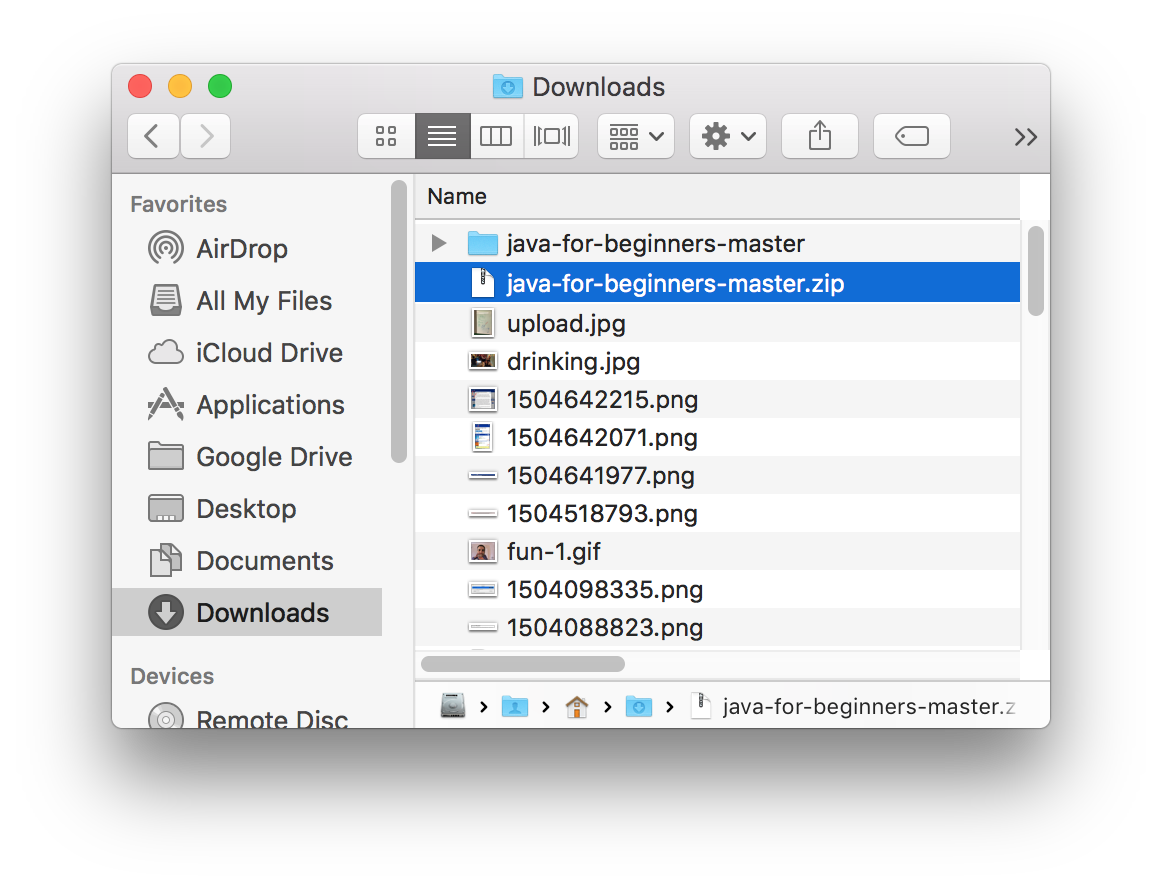 Downloads
Favorites
AirDrop
All My Files
iCloud Drive
Applications
Google Drive
Desktop
Documents
Downloads
Devices
Remote Disc
Name
java-for-beginners-master
java-for-beginners-master.zip
upload.jpg
drinking.jpg
1504642215.png
1504642071.png
1504641977.png
1504518793.png
fun-1.gif
1504098335.png
1504088823.png
java-for-beginners-master.z